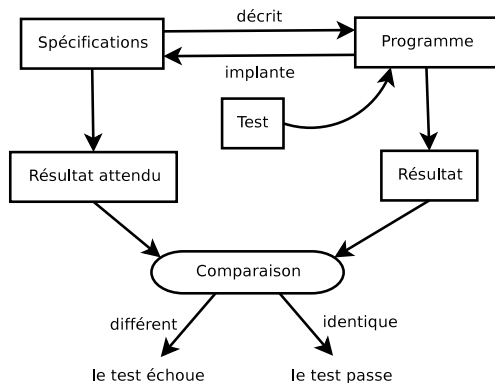 décrit
Spécifications
Programme
implante
Test
Résultat attendu
Résultat
Comparaison
différent
identique
le test échoue
le test passe